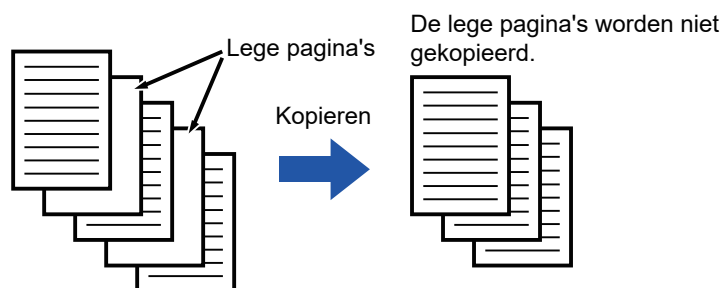 Lege pagina's
Kopieren
De lege pagina's worden niet
gekopieerd.